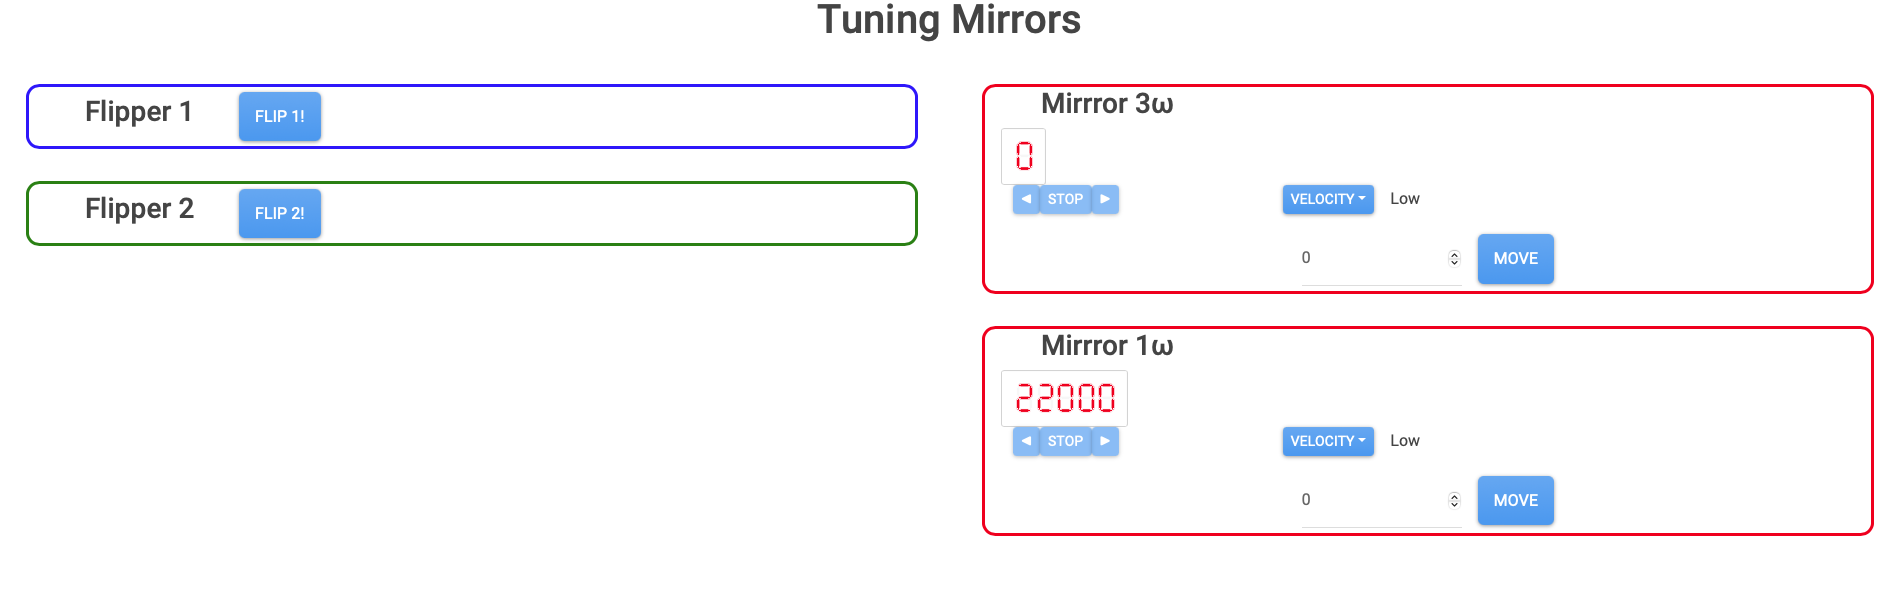 Tuning Mirrors
Flipper 1
FLIP 1!
Flipper 2
FLIP 2!
Mirrror 3ω
0
◀ STOP ▶
VELOCITY
Low
0
MOVE
Mirrror 1ω
22000
◀ STOP ▶
VELOCITY
Low
0
MOVE